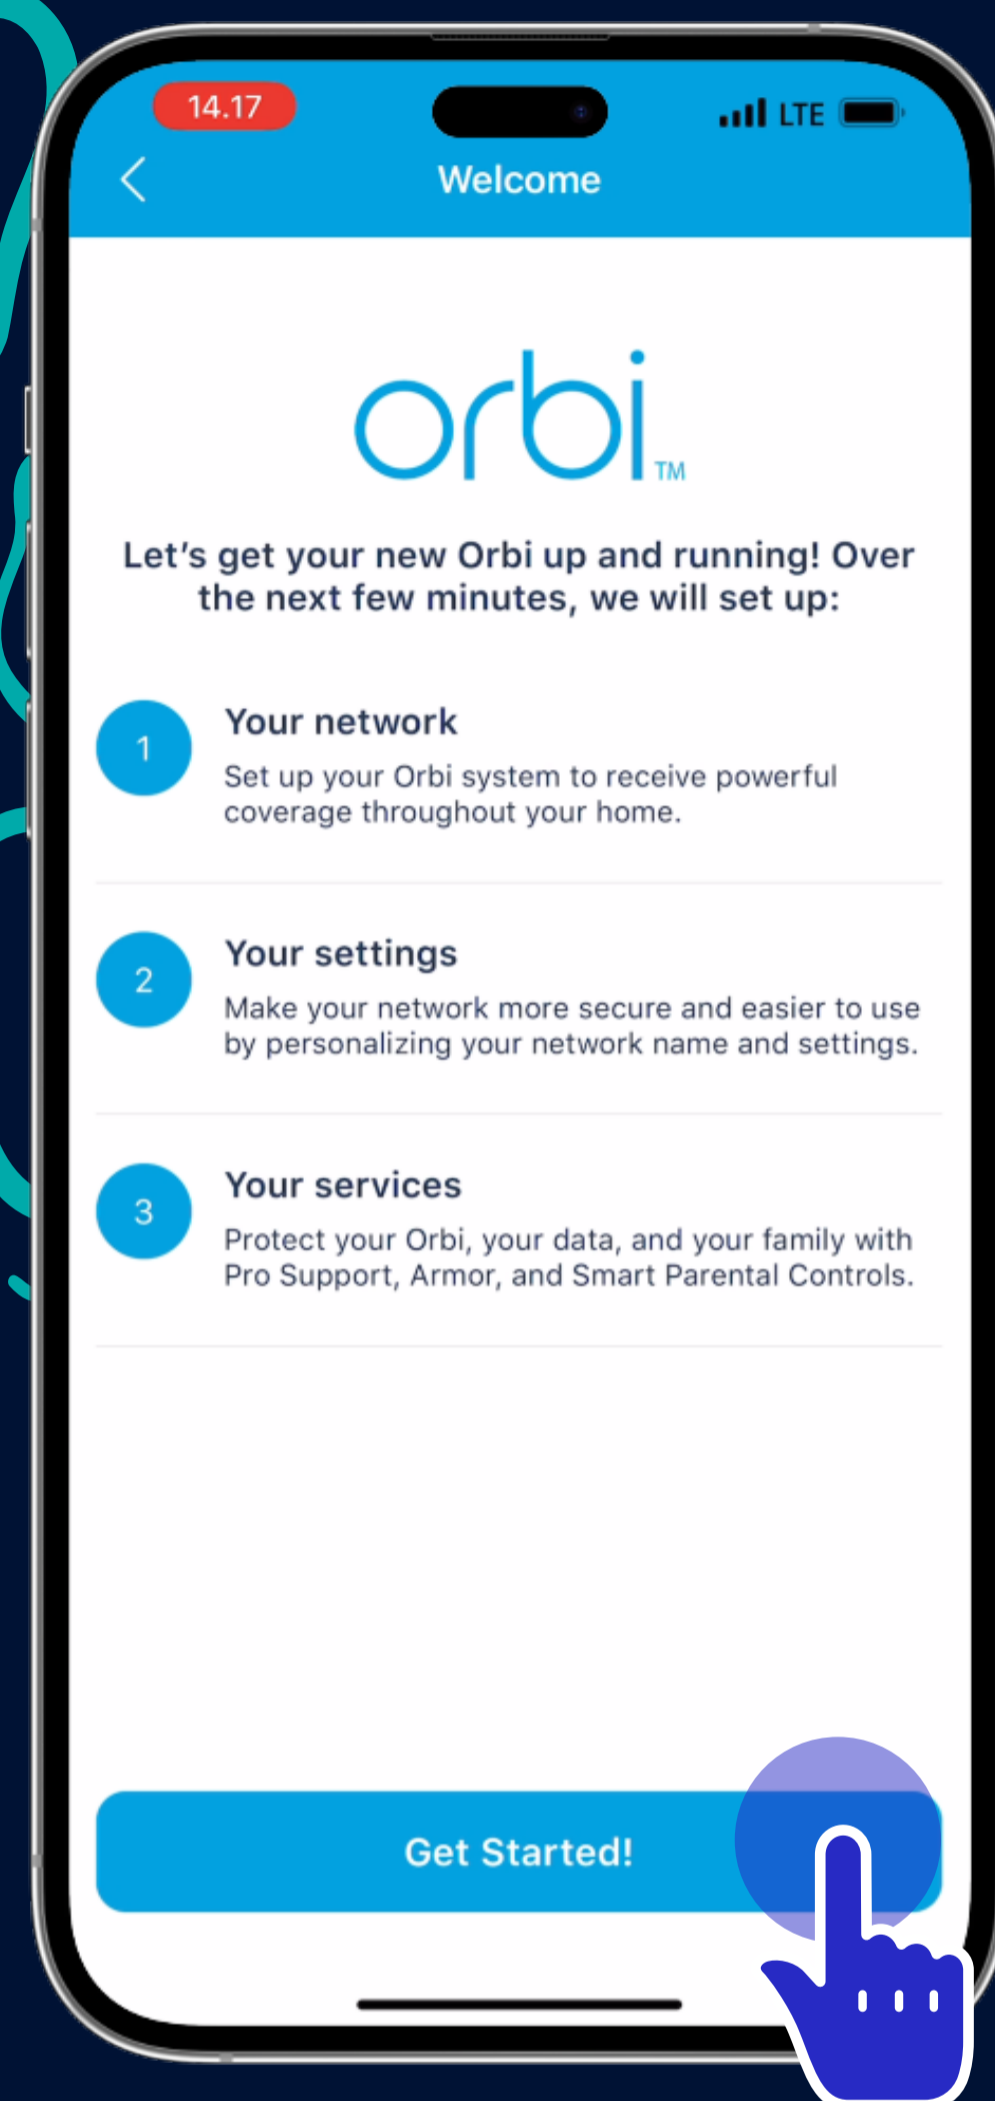 14.17
LTE
Welcome
orbi TM
Let's get your new Orbi up and running! Over
the next few minutes, we will set up:
1
Your network
Set up your Orbi system to receive powerful
coverage throughout your home.
2
Your settings
Make your network more secure and easier to use
by personalizing your network name and settings.
3
Your services
Protect your Orbi, your data, and your family with
Pro Support, Armor, and Smart Parental Controls.
Get Started!